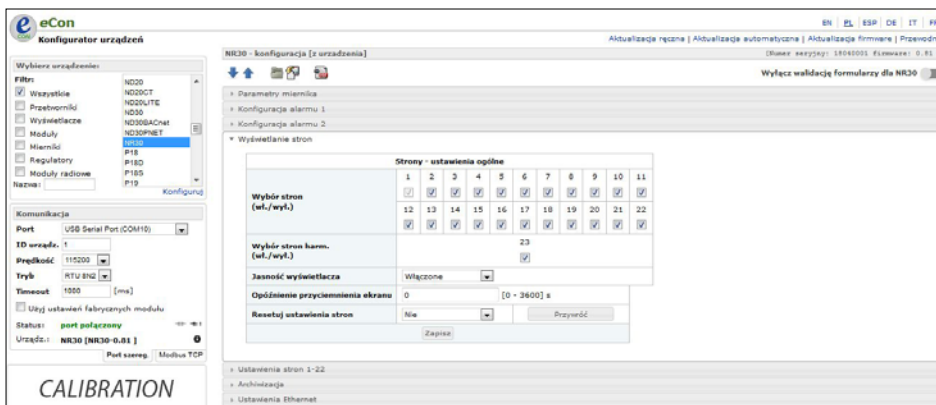 eCon
EN | PL | ESP | DE | IT | FR
Konfigurator urządzeń
Aktualizacja ręczna | Aktualizacja automatyczna | Aktualizacja firmware | Przewodn
NR30 - konfiguracja [z urzadzenia]
(Numer seryjny: 18040001 firmware: 0.81
Wyłącz walidację formularzy dla NR30
Wybierz urządzenie:
Filtr:
Wszystkie
Przetworniki
Wyświetlacze
Moduły
Mierniki
Regulatory
Moduły radiowe
Nazwa:
ND20
ND20CT
ND20LITE
ND30
ND30BACnet
ND30PNET
NR30
P18
P18D
P18S
P19
Konfiguruj
Komunikacja
Port USB Serial Port (COM10)
ID urządz. 1
Prędkość 115200
Tryb RTU 8N2
Timeout 1000 [ms]
Użyj ustawień fabrycznych modułu
Status: port połączony
Urządz.: NR30 [NR30-0.81 ]
Port szereg. Modbus TCP
CALIBRATION
Parametry miernika
Konfiguracja alarmu 1
Konfiguracja alarmu 2
Wyświetlanie stron
Strony - ustawienia ogólne
Wybór stron
(wł./wył.)
1 2 3 4 5 6 7 8 9 10 11
12 13 14 15 16 17 18 19 20 21 22
Wybór stron harm.
(wł./wył.)
23
Jasność wyświetlacza Włączone
Opóźnienie przyciemnienia ekranu 0 [0 - 3600] s
Resetuj ustawienia stron Nie Przywróć
Zapisz
Ustawienia stron 1-22
Archiwizacja
Ustawienia Ethernet